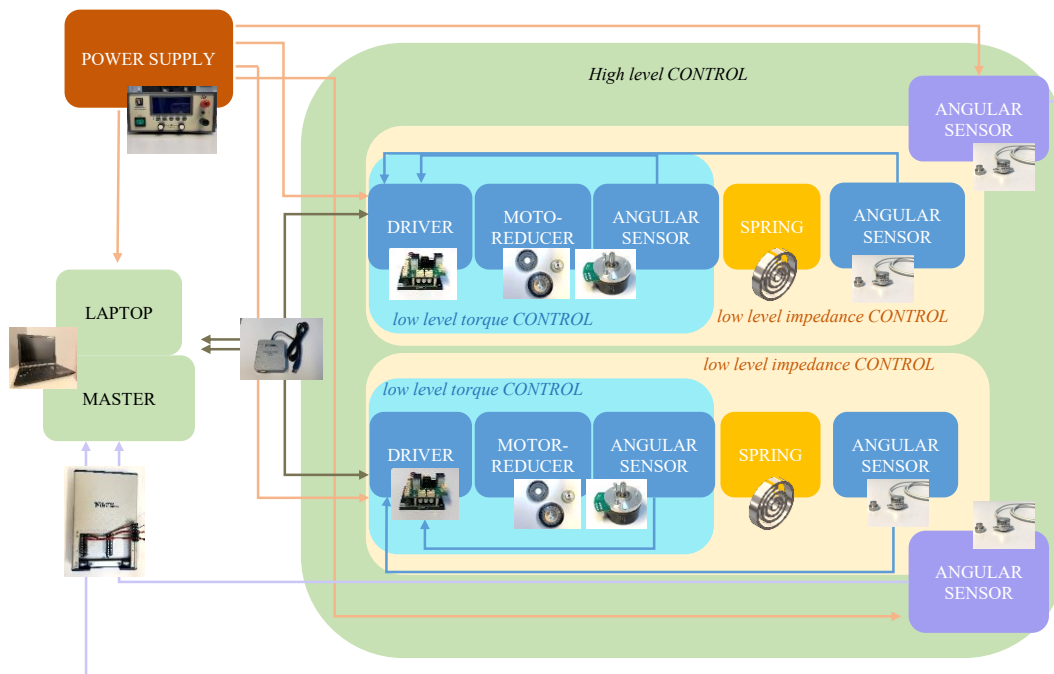 POWER SUPPLY
High level CONTROL
ANGULAR
SENSOR
DRIVER
MOTO-
REDUCER
ANGULAR
SENSOR
SPRING
ANGULAR
SENSOR
low level torque CONTROL
low level impedance CONTROL
LAPTOP
MASTER
low level impedance CONTROL
low level torque CONTROL
DRIVER
MOTOR-
REDUCER
ANGULAR
SENSOR
SPRING
ANGULAR
SENSOR
ANGULAR
SENSOR